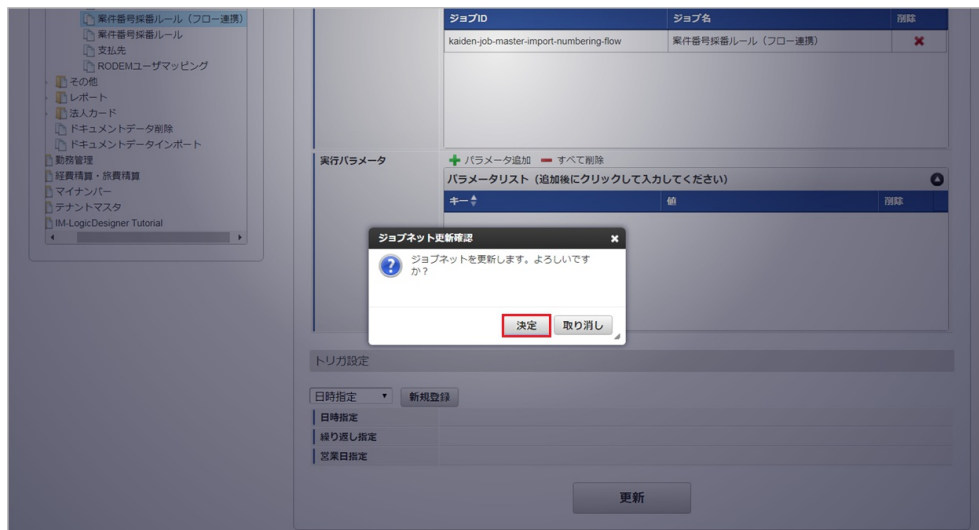 案件番号採番ルール（フロー連携）
案件番号採番ルール
支払先
RODEMユーザマッピング
その他
レポート
法人カード
ドキュメントデータ削除
ドキュメントデータインポート
勤務管理
経費精算・旅費精算
マイナンバー
テナントマスタ
IM-LogicDesigner Tutorial
ジョブID ジョブ名 削除
kaiden-job-master-import-numbering-flow 案件番号採番ルール（フロー連携）
実行パラメータ パラメータ追加 すべて削除
パラメータリスト（追加後にクリックして入力してください）
キー 値 削除
ジョブネット更新確認
ジョブネットを更新します。よろしいです
か？
決定 取り消し
トリガ設定
日時指定 新規登録
日時指定
繰り返し指定
営業日指定
更新